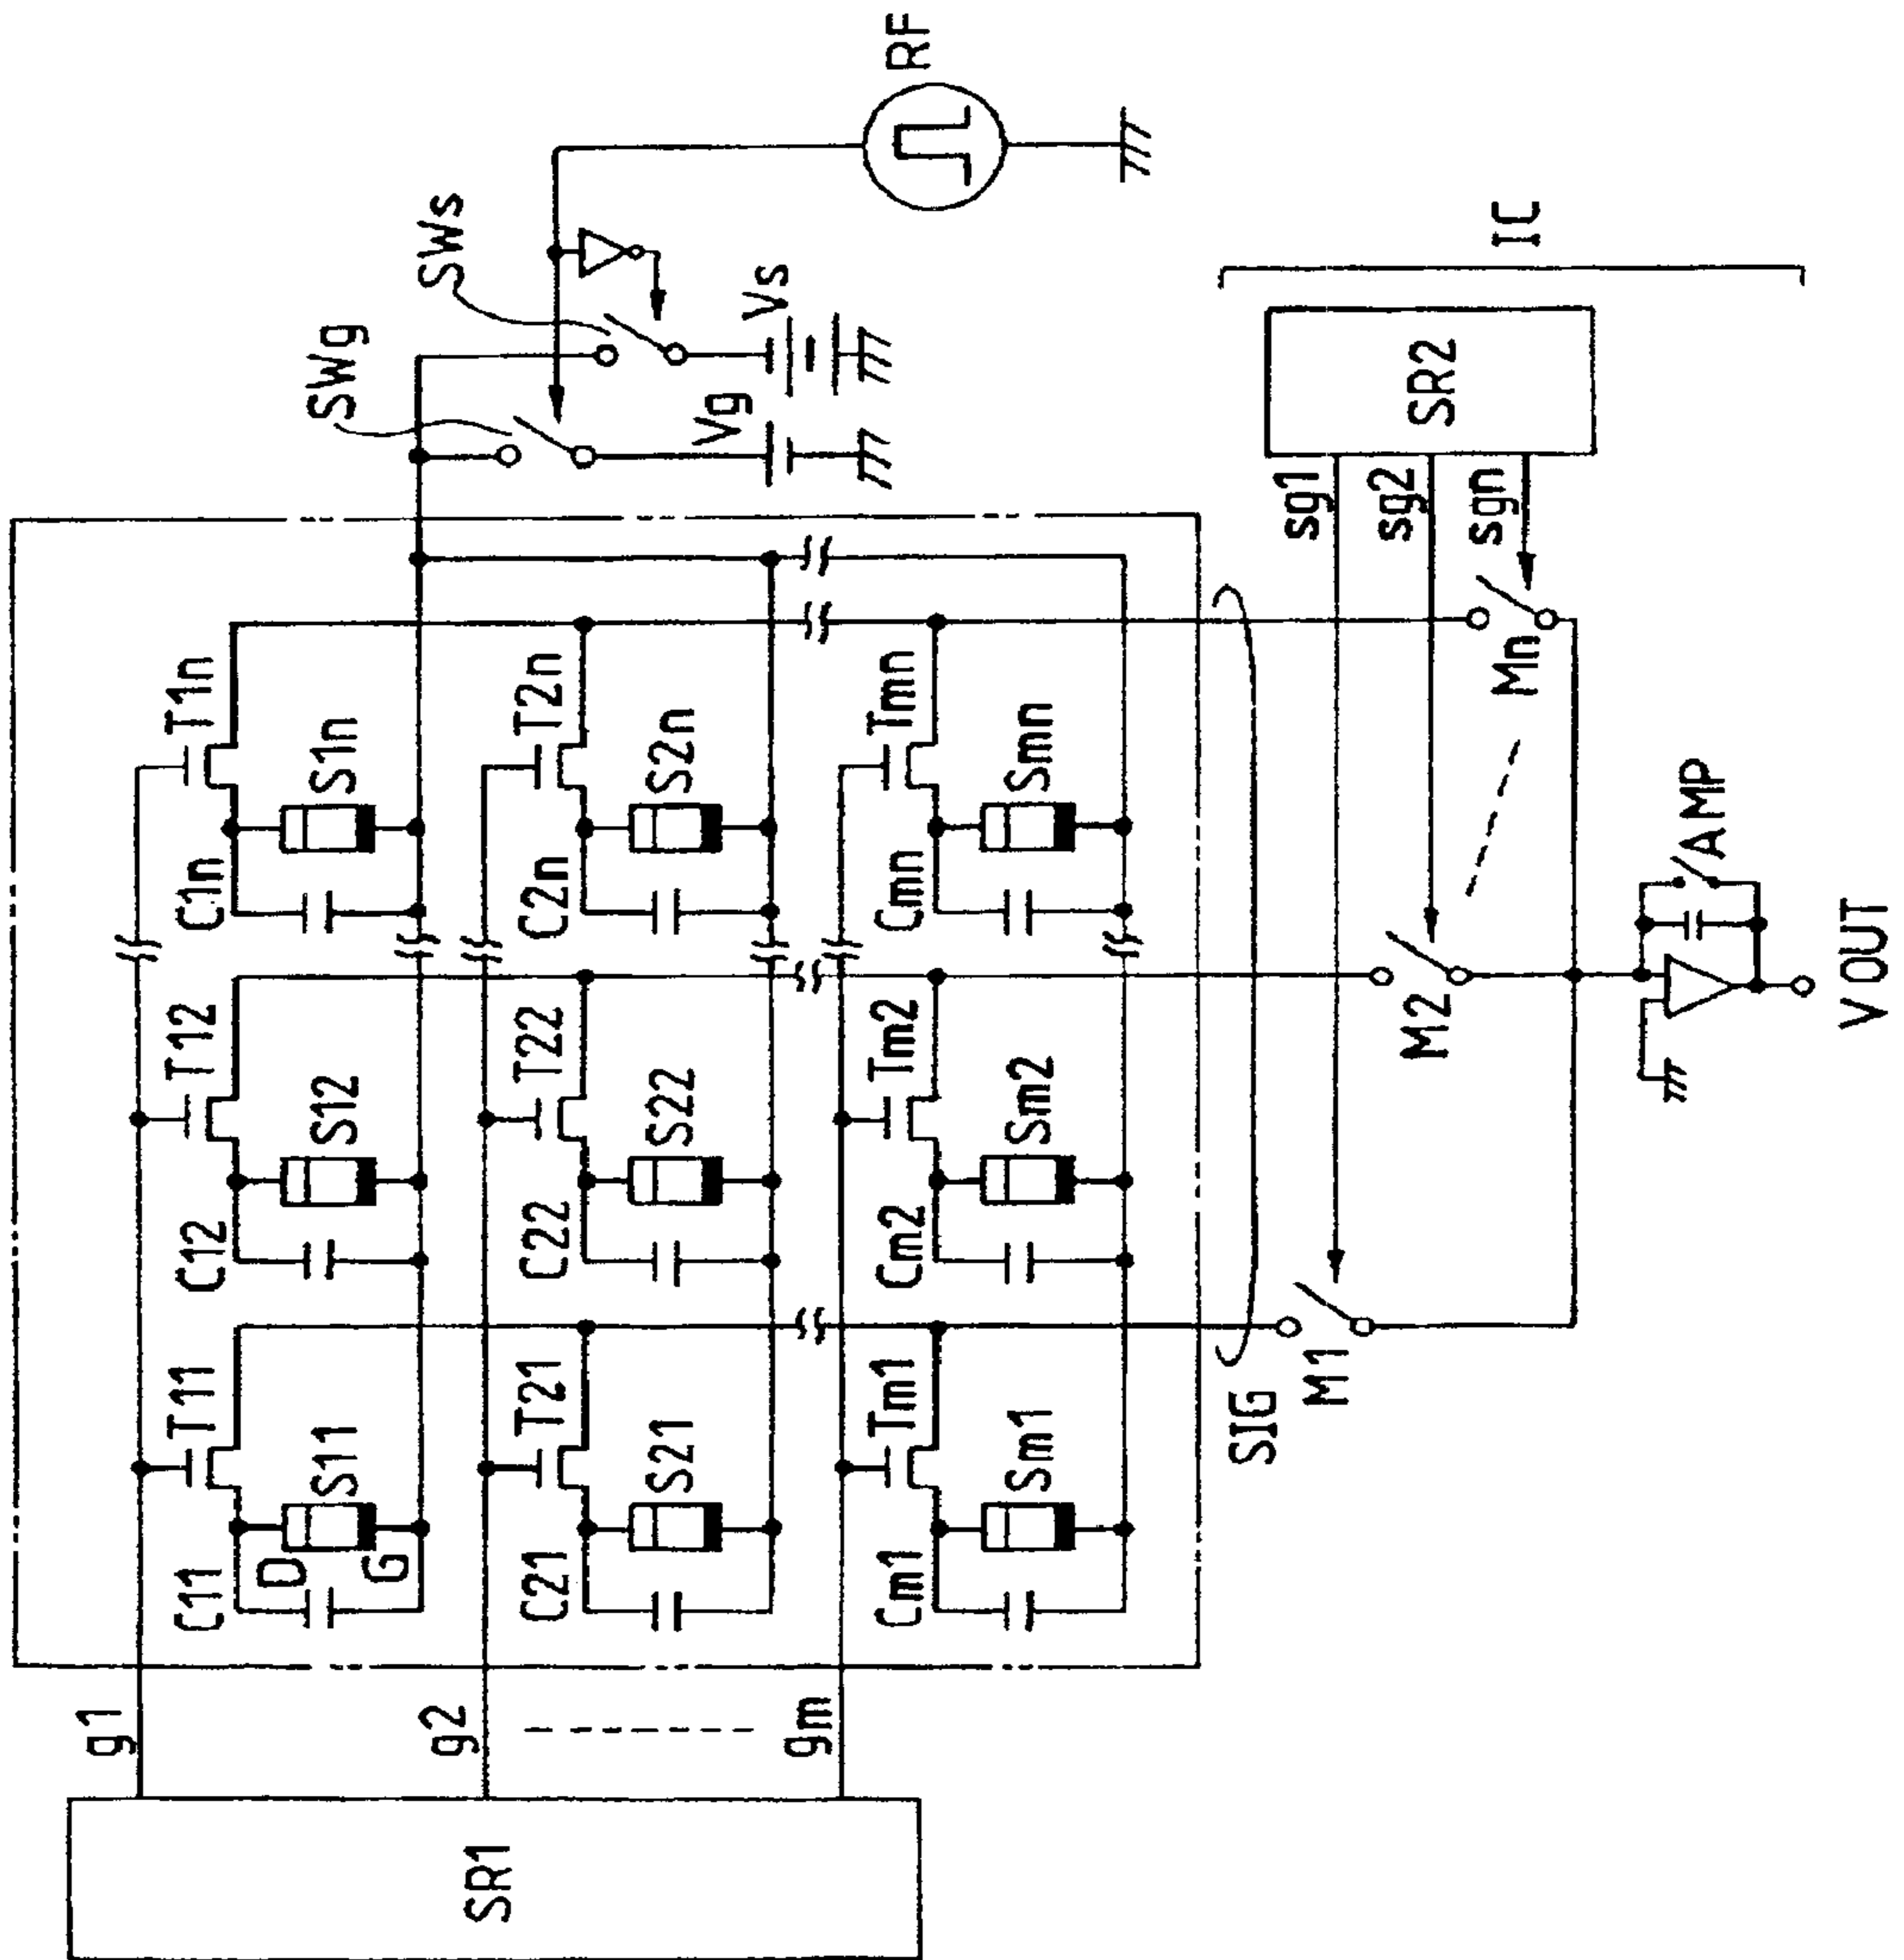 SR1
g1
g2
gm
C11
D
G
S11
T11
C12
S12
T12
C1n
S1n
T1n
C21
S21
T21
C22
S22
T22
C2n
S2n
T2n
Cm1
Sm1
Tm1
Cm2
Sm2
Tm2
Cmn
Smn
Tmn
SWg
SWs
Vg
Vs
RF
SIG
M1
M2
Mn
sg1
sg2
sgn
SR2
IC
AMP
V OUT